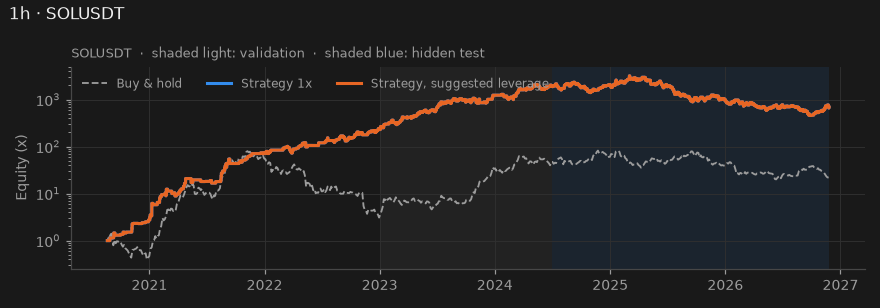 1h · SOLUSDT
SOLUSDT · shaded light: validation · shaded blue: hidden test
Buy & hold
Strategy 1x
Strategy, suggested leverage
Equity (x)
10³
10²
10¹
10⁰
2021
2022
2023
2024
2025
2026
2027